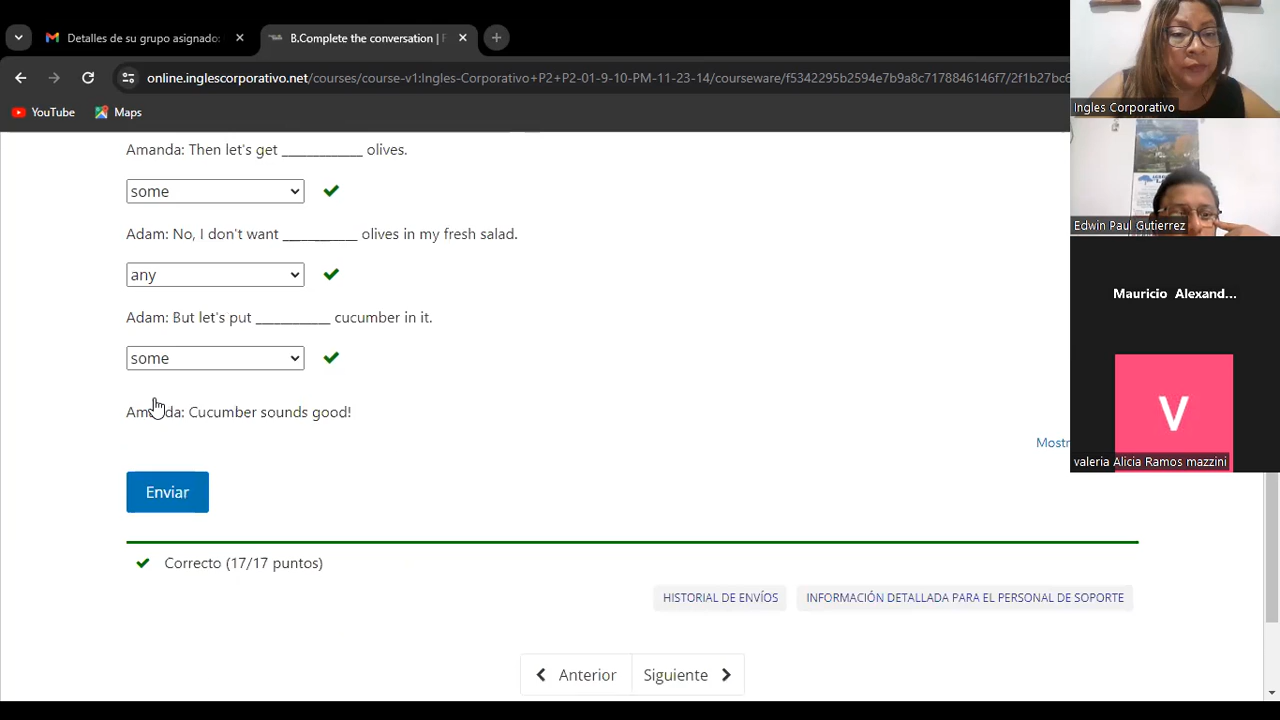 Detalles de su grupo asignado:
B.Complete the conversation |
online.inglescorporativo.net/courses/course-v1:Ingles-Corporativo+P2+P2-01-9-10-PM-11-23-14/courseware/f5342295b2594e7b9a8c7178846146f7/2f1b27bc6
YouTube
Maps
Amanda: Then let's get ____________ olives.
some
Adam: No, I don't want ___________ olives in my fresh salad.
any
Adam: But let's put ___________ cucumber in it.
some
Amanda: Cucumber sounds good!
Mostr
Enviar
Correcto (17/17 puntos)
HISTORIAL DE ENVÍOS
INFORMACIÓN DETALLADA PARA EL PERSONAL DE SOPORTE
Anterior
Siguiente
Ingles Corporativo
Edwin Paul Gutierrez
Mauricio Alexand...
V
valeria Alicia Ramos mazzini